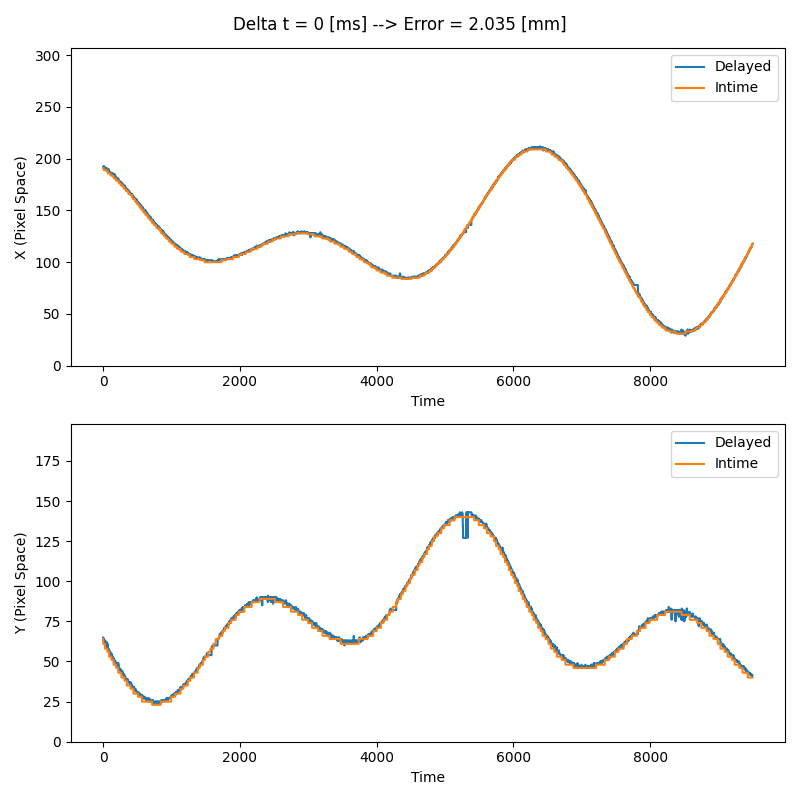 Delta t = 0 [ms] --> Error = 2.035 [mm]
300
250
200
150
100
50
0
X (Pixel Space)
Delayed
Intime
0 2000 4000 6000 8000
Time
175
150
125
100
75
50
25
0
Y (Pixel Space)
Delayed
Intime
0 2000 4000 6000 8000
Time